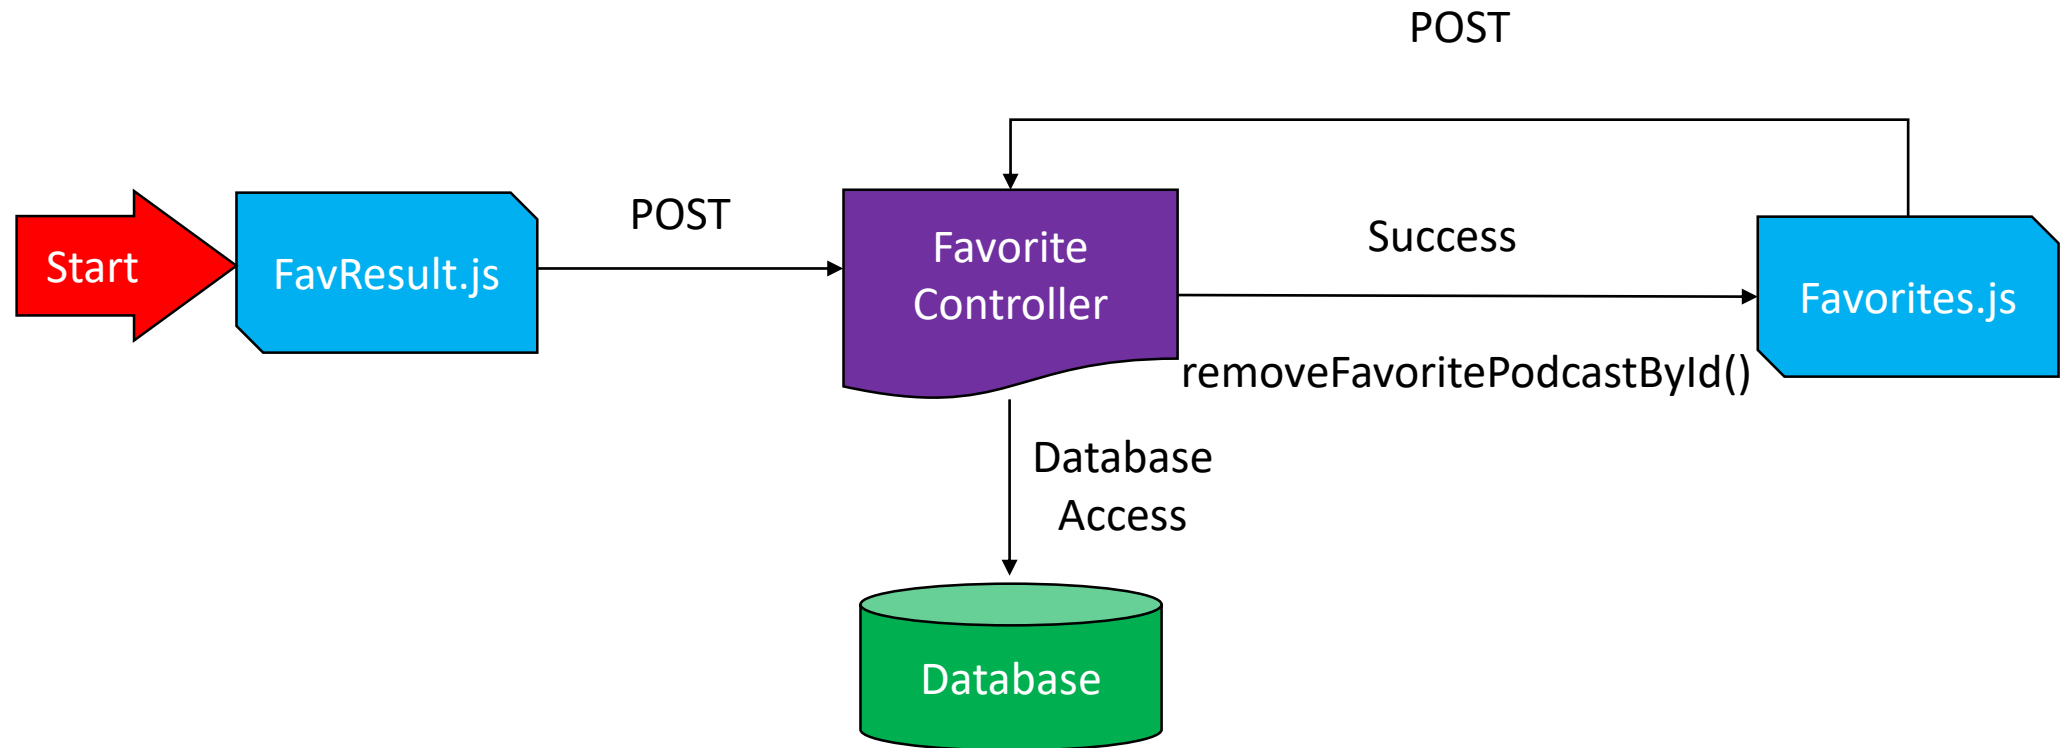 POST
Start
FavResult.js
POST
Favorite
Controller
Success
Favorites.js
removeFavoritePodcastById()
Database
Access
Database